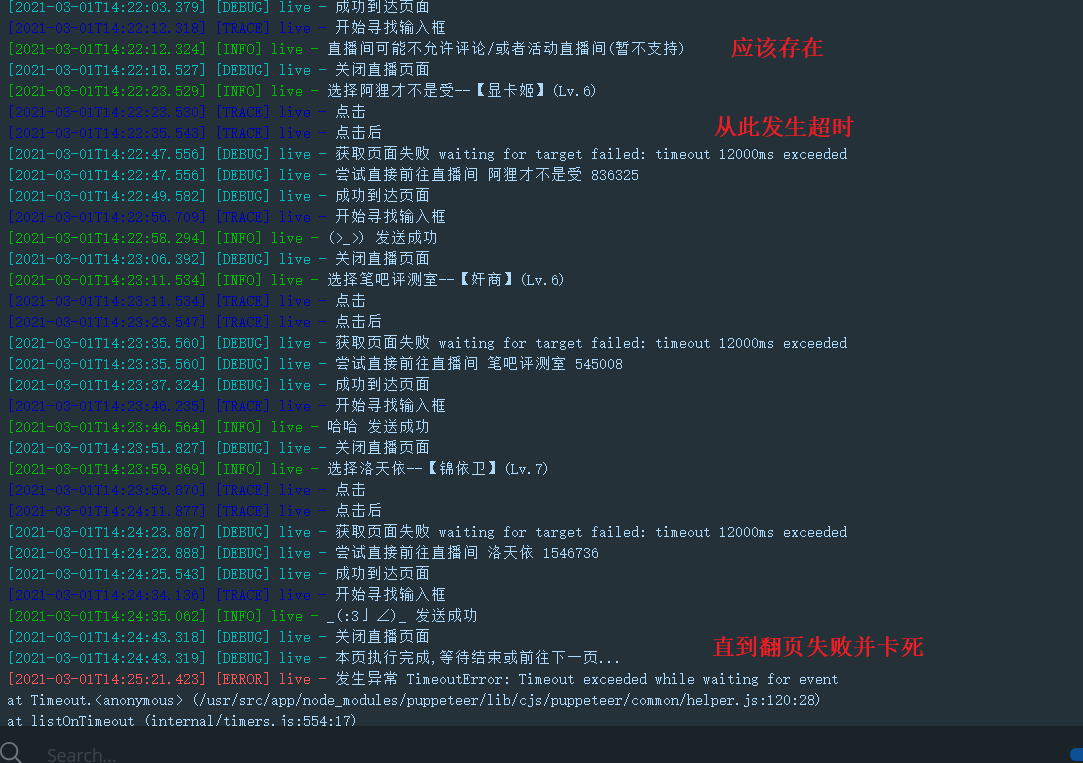 [2021-03-01T14:22:03.379] [DEBUG] live - 成功到达页面
[2021-03-01T14:22:12.318] [TRACE] live - 开始寻找输入框
[2021-03-01T14:22:12.324] [INFO] live - 直播间可能不允许评论/或者活动直播间(暂不支持) 应该存在
[2021-03-01T14:22:18.527] [DEBUG] live - 关闭直播页面
[2021-03-01T14:22:23.529] [INFO] live - 选择阿狸才不是受--【显卡姬】(Lv.6)
[2021-03-01T14:22:23.530] [TRACE] live - 点击
从此发生超时
[2021-03-01T14:22:35.543] [TRACE] live - 点击后
[2021-03-01T14:22:47.556] [DEBUG] live - 获取页面失败 waiting for target failed: timeout 12000ms exceeded
[2021-03-01T14:22:47.556] [DEBUG] live - 尝试直接前往直播间 阿狸才不是受 836325
[2021-03-01T14:22:49.582] [DEBUG] live - 成功到达页面
[2021-03-01T14:22:56.709] [TRACE] live - 开始寻找输入框
[2021-03-01T14:22:58.294] [INFO] live - (>_>) 发送成功
[2021-03-01T14:23:06.392] [DEBUG] live - 关闭直播页面
[2021-03-01T14:23:11.534] [INFO] live - 选择笔吧评测室--【奸商】(Lv.6)
[2021-03-01T14:23:11.534] [TRACE] live - 点击
[2021-03-01T14:23:23.547] [TRACE] live - 点击后
[2021-03-01T14:23:35.560] [DEBUG] live - 获取页面失败 waiting for target failed: timeout 12000ms exceeded
[2021-03-01T14:23:35.560] [DEBUG] live - 尝试直接前往直播间 笔吧评测室 545008
[2021-03-01T14:23:37.324] [DEBUG] live - 成功到达页面
[2021-03-01T14:23:46.235] [TRACE] live - 开始寻找输入框
[2021-03-01T14:23:46.564] [INFO] live - 哈哈 发送成功
[2021-03-01T14:23:51.827] [DEBUG] live - 关闭直播页面
[2021-03-01T14:23:59.869] [INFO] live - 选择洛天依--【锦依卫】(Lv.7)
[2021-03-01T14:23:59.870] [TRACE] live - 点击
[2021-03-01T14:24:11.877] [TRACE] live - 点击后
[2021-03-01T14:24:23.887] [DEBUG] live - 获取页面失败 waiting for target failed: timeout 12000ms exceeded
[2021-03-01T14:24:23.888] [DEBUG] live - 尝试直接前往直播间 洛天依 1546736
[2021-03-01T14:24:25.543] [DEBUG] live - 成功到达页面
[2021-03-01T14:24:34.136] [TRACE] live - 开始寻找输入框
[2021-03-01T14:24:35.062] [INFO] live - _(:3」∠)_ 发送成功
[2021-03-01T14:24:43.318] [DEBUG] live - 关闭直播页面
直到翻页失败并卡死
[2021-03-01T14:24:43.319] [DEBUG] live - 本页执行完成,等待结束或前往下一页...
[2021-03-01T14:25:21.423] [ERROR] live - 发生异常 TimeoutError: Timeout exceeded while waiting for event
at Timeout.<anonymous> (/usr/src/app/node_modules/puppeteer/lib/cjs/puppeteer/common/helper.js:120:28)
at listOnTimeout (internal/timers.js:554:17)
Search...